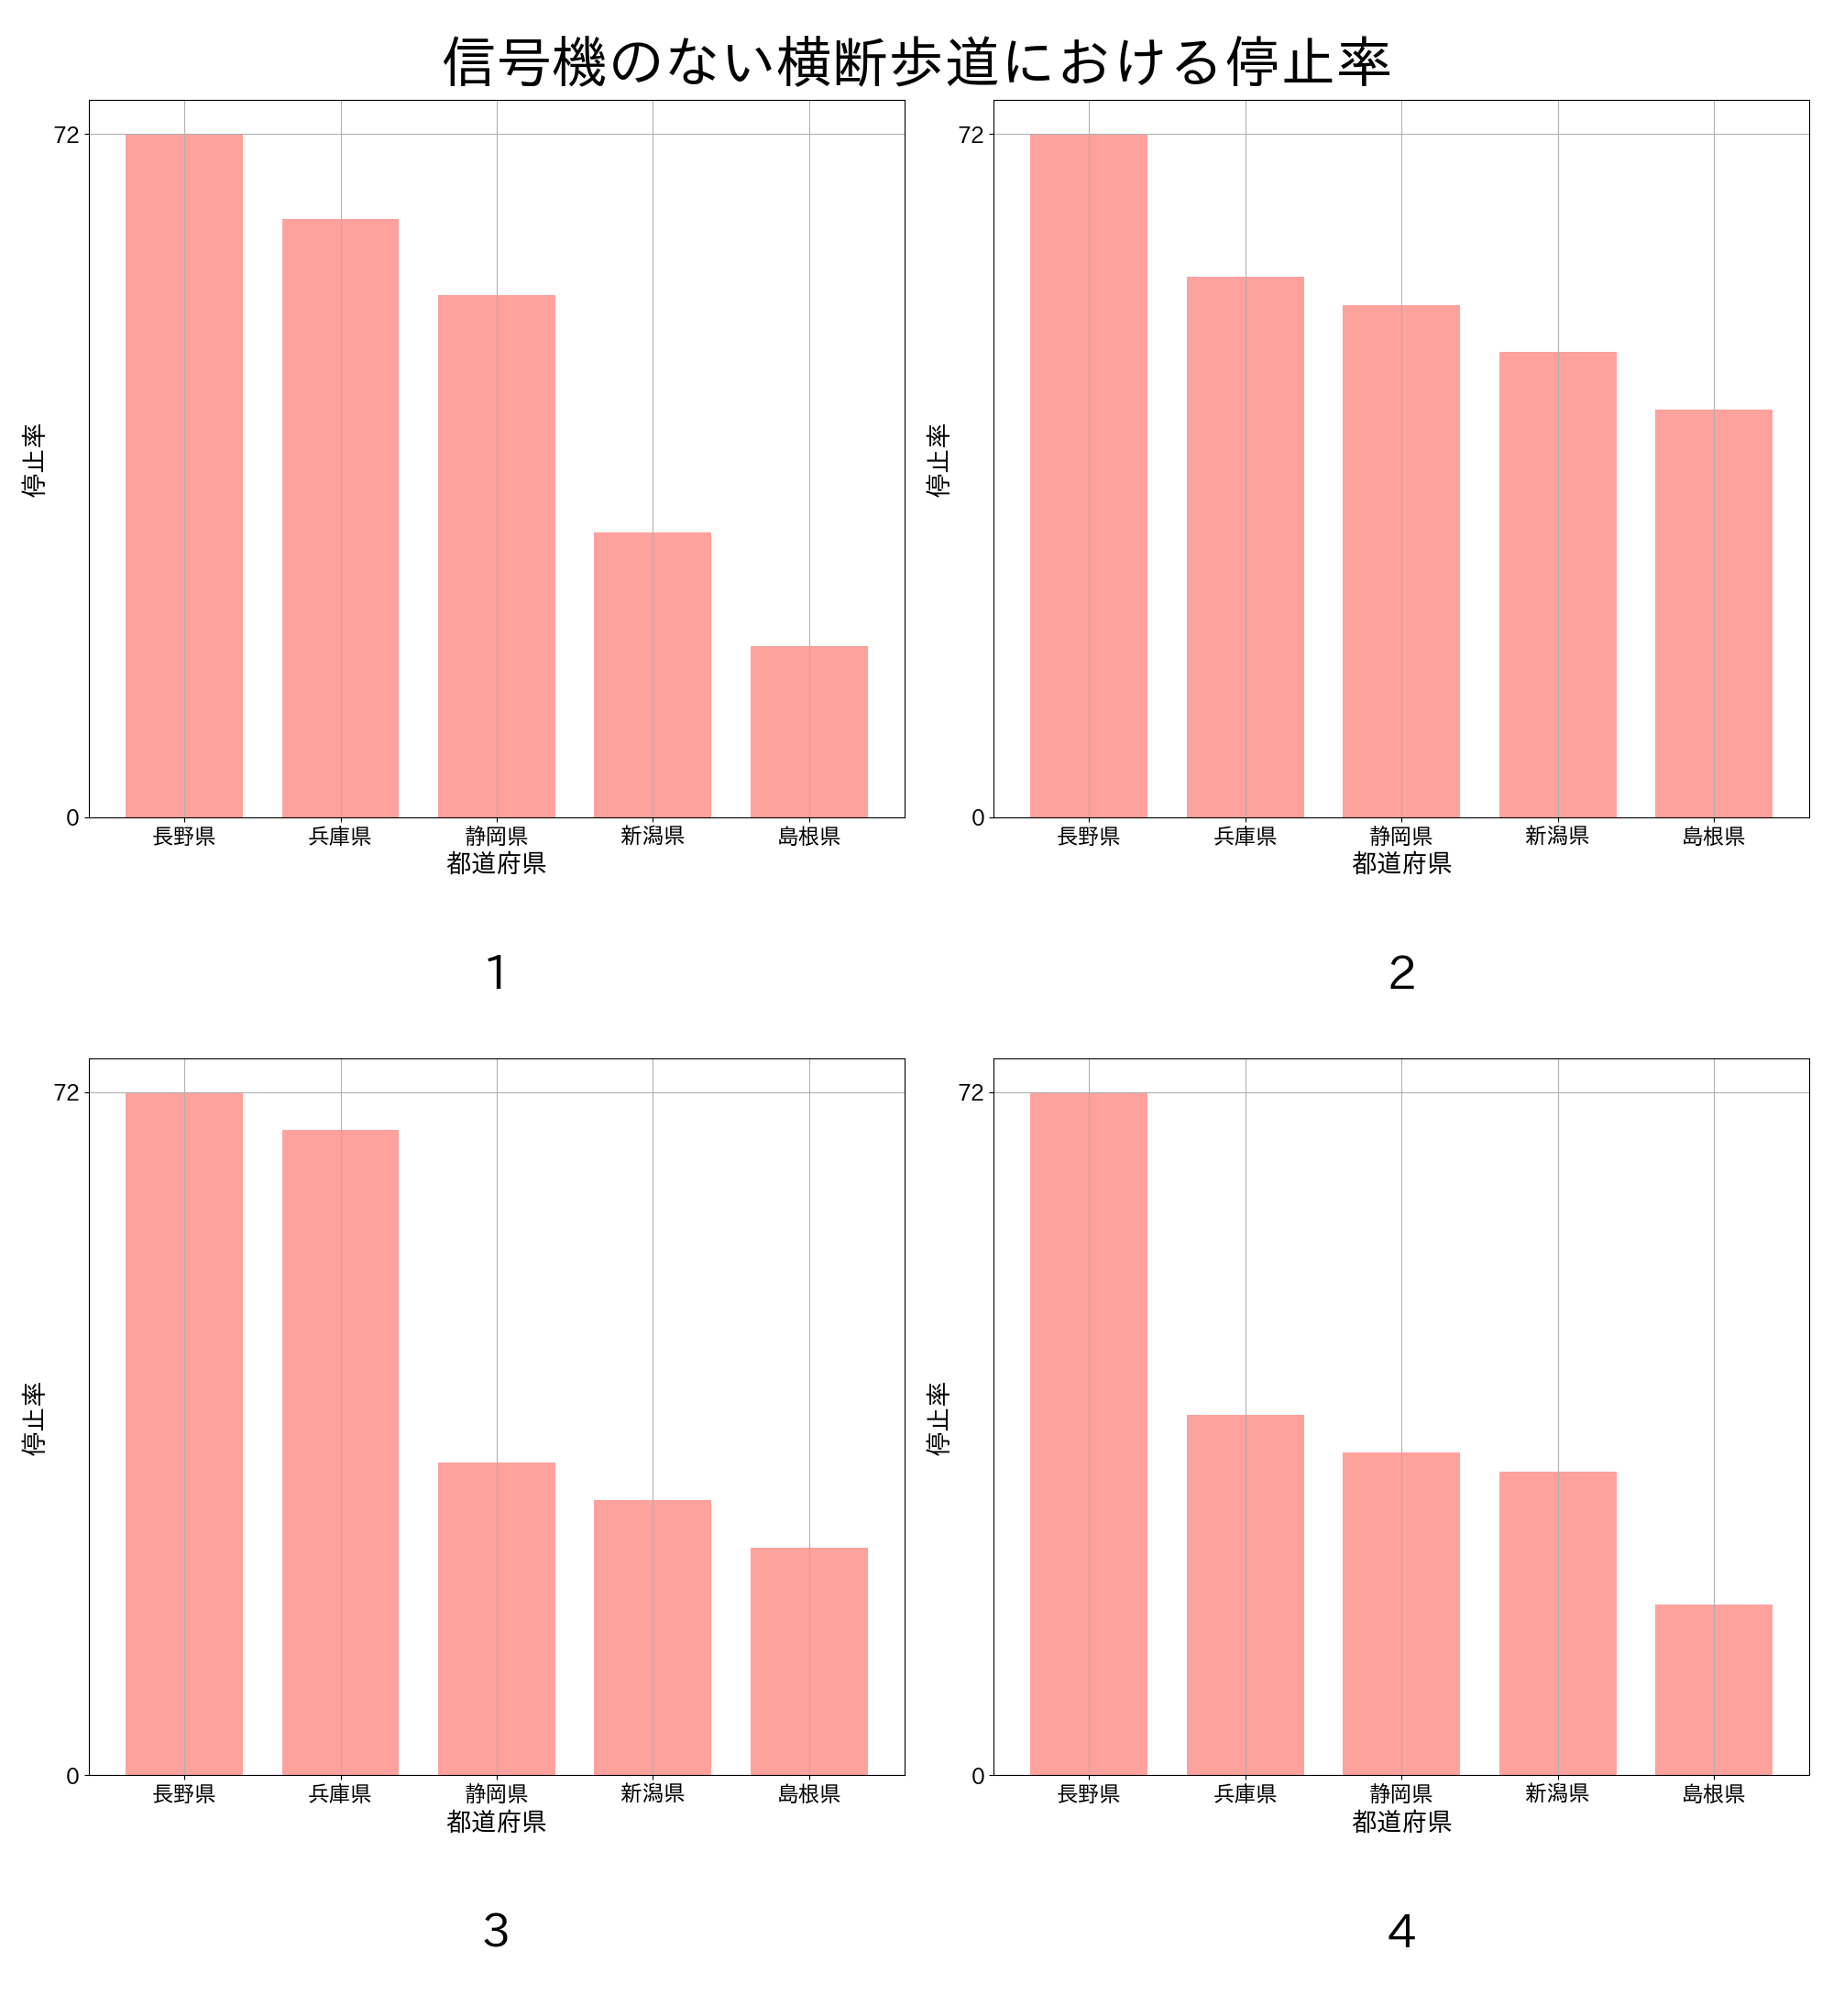 信号機のない横断歩道における停止率
72
0
停止率
長野県 兵庫県 静岡県 新潟県 島根県
都道府県
1
72
0
停止率
長野県 兵庫県 静岡県 新潟県 島根県
都道府県
2
72
0
停止率
長野県 兵庫県 静岡県 新潟県 島根県
都道府県
3
72
0
停止率
長野県 兵庫県 静岡県 新潟県 島根県
都道府県
4